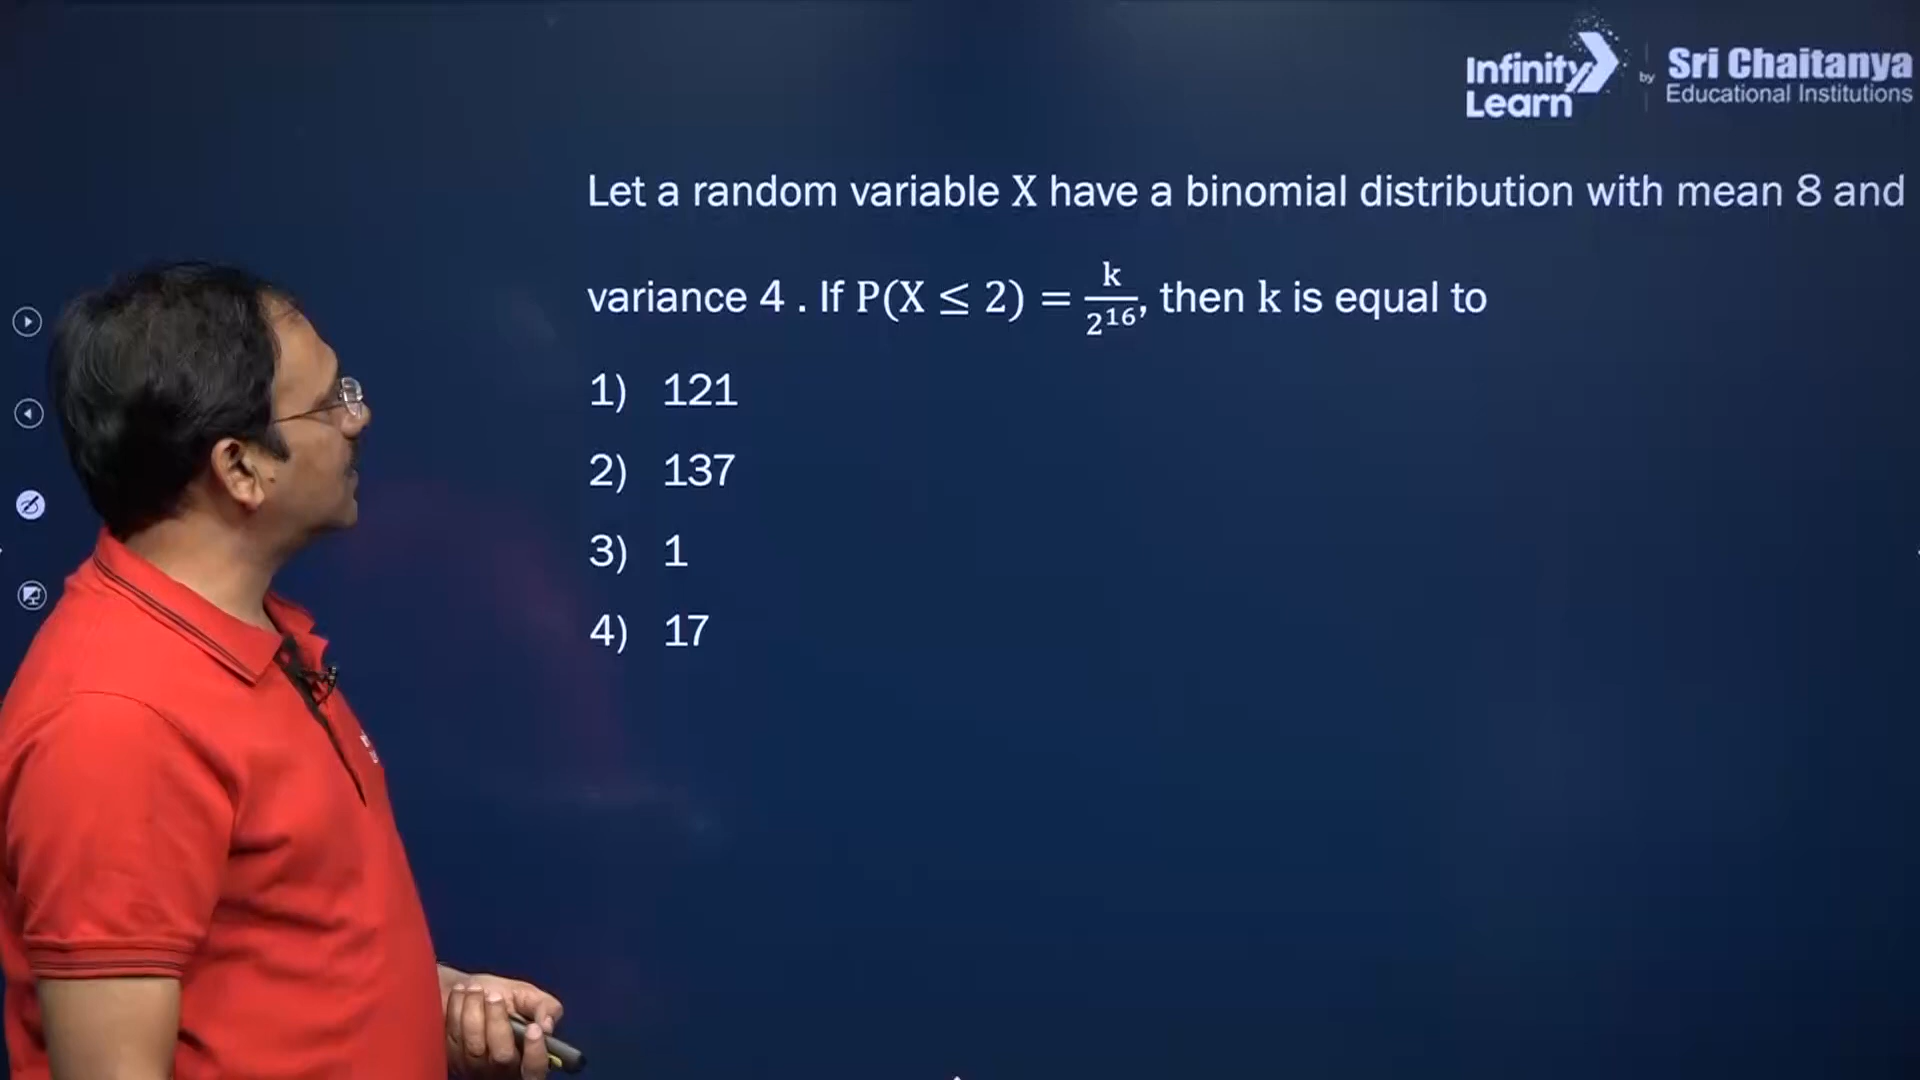 Infinity Learn by Sri Chaitanya Educational Institutions
Let a random variable X have a binomial distribution with mean 8 and
variance 4 . If P(X ≤ 2) = k/2¹⁶, then k is equal to
1) 121
2) 137
3) 1
4) 17